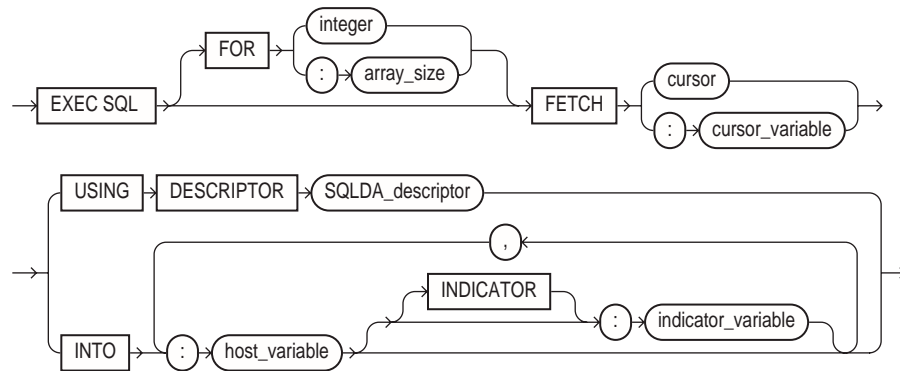 integer
FOR
: array_size
cursor
EXEC SQL FETCH
: cursor_variable
USING DESCRIPTOR SQLDA_descriptor
,
INDICATOR
: indicator_variable
INTO : host_variable